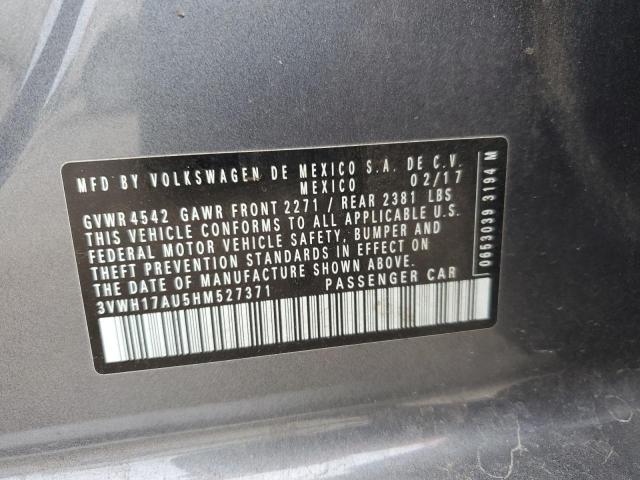 MFD BY VOLKSWAGEN DE MEXICO S.A. DE C.V.
MEXICO 02/17
GVWR 4542 GAWR FRONT 2271 / REAR 2381 LBS
THIS VEHICLE CONFORMS TO ALL APPLICABLE U.S.
FEDERAL MOTOR VEHICLE SAFETY, BUMPER AND
THEFT PREVENTION STANDARDS IN EFFECT ON
THE DATE OF MANUFACTURE SHOWN ABOVE.
3VWH17AU5HM527371 PASSENGER CAR
0653039 3194 M